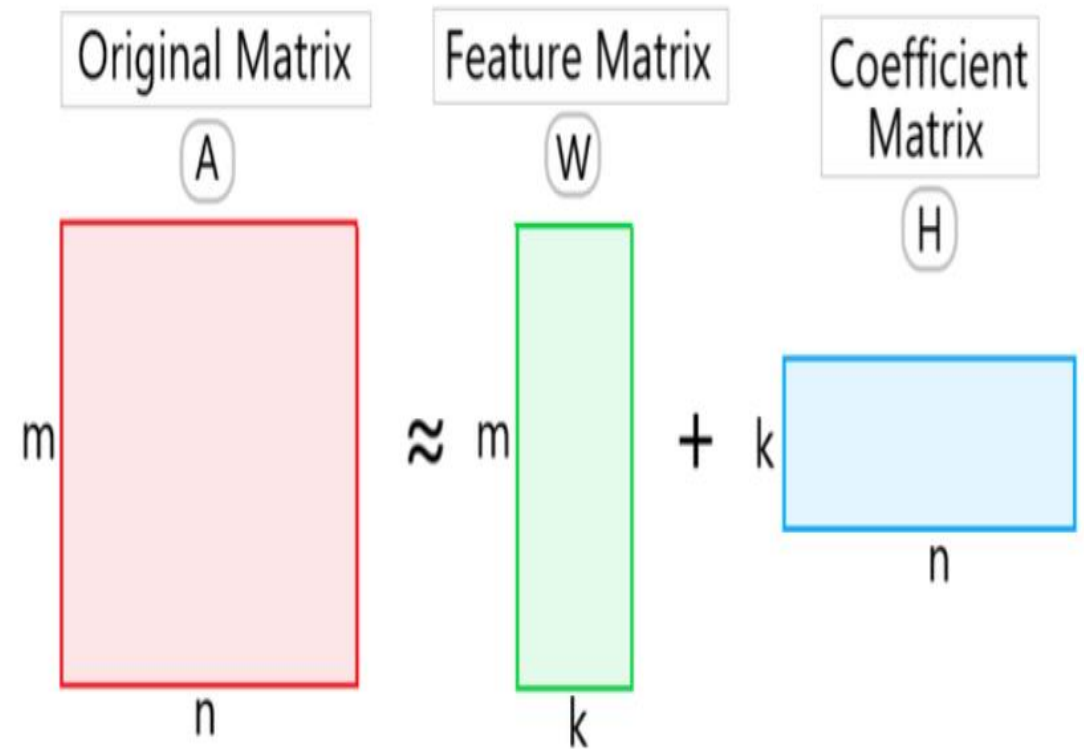 Original Matrix
Feature Matrix
Coefficient
Matrix
A
W
H
m
≈
m
+
k
n
k
n